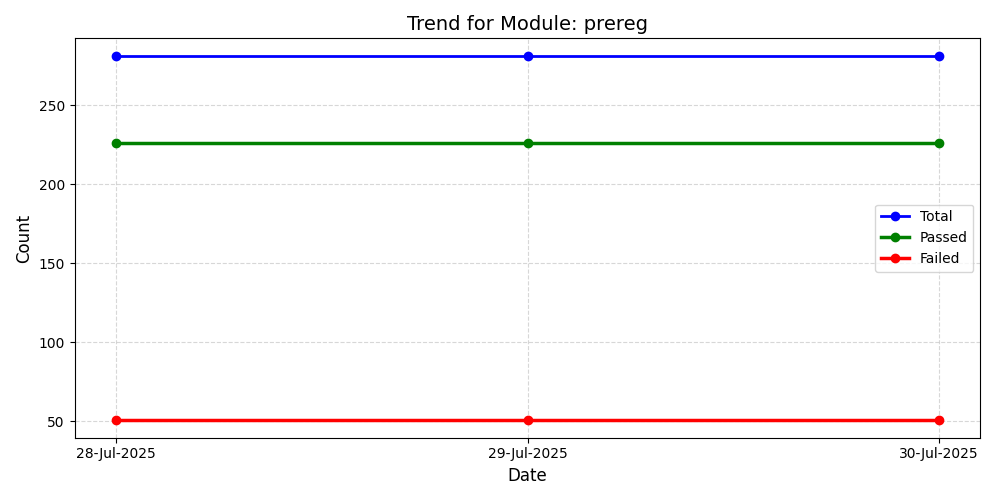 Trend for Module: prereg
Count
250
200
150
100
50
Total
Passed
Failed
28-Jul-2025
29-Jul-2025
30-Jul-2025
Date